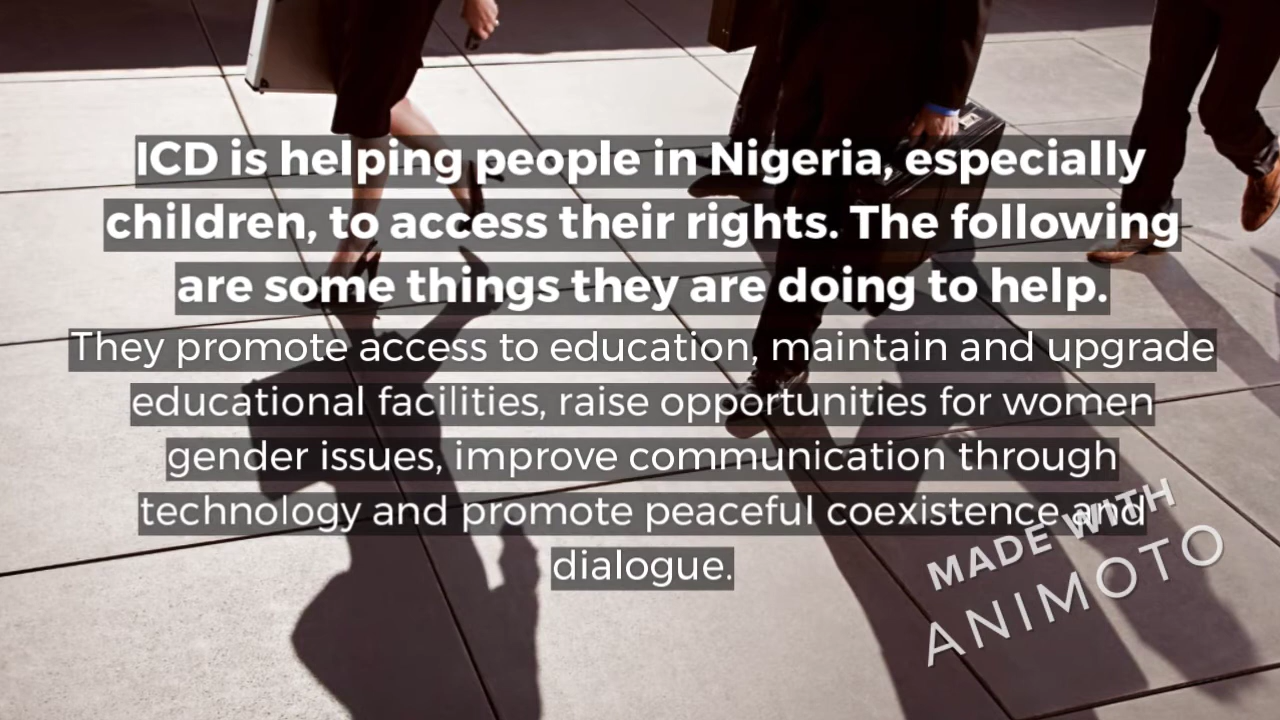 ICD is helping people in Nigeria, especially
children, to access their rights. The following
are some things they are doing to help.
They promote access to education, maintain and upgrade
educational facilities, raise opportunities for women
gender issues, improve communication through
technology and promote peaceful coexistence and
dialogue.
MADE WITH
ANIMOTO